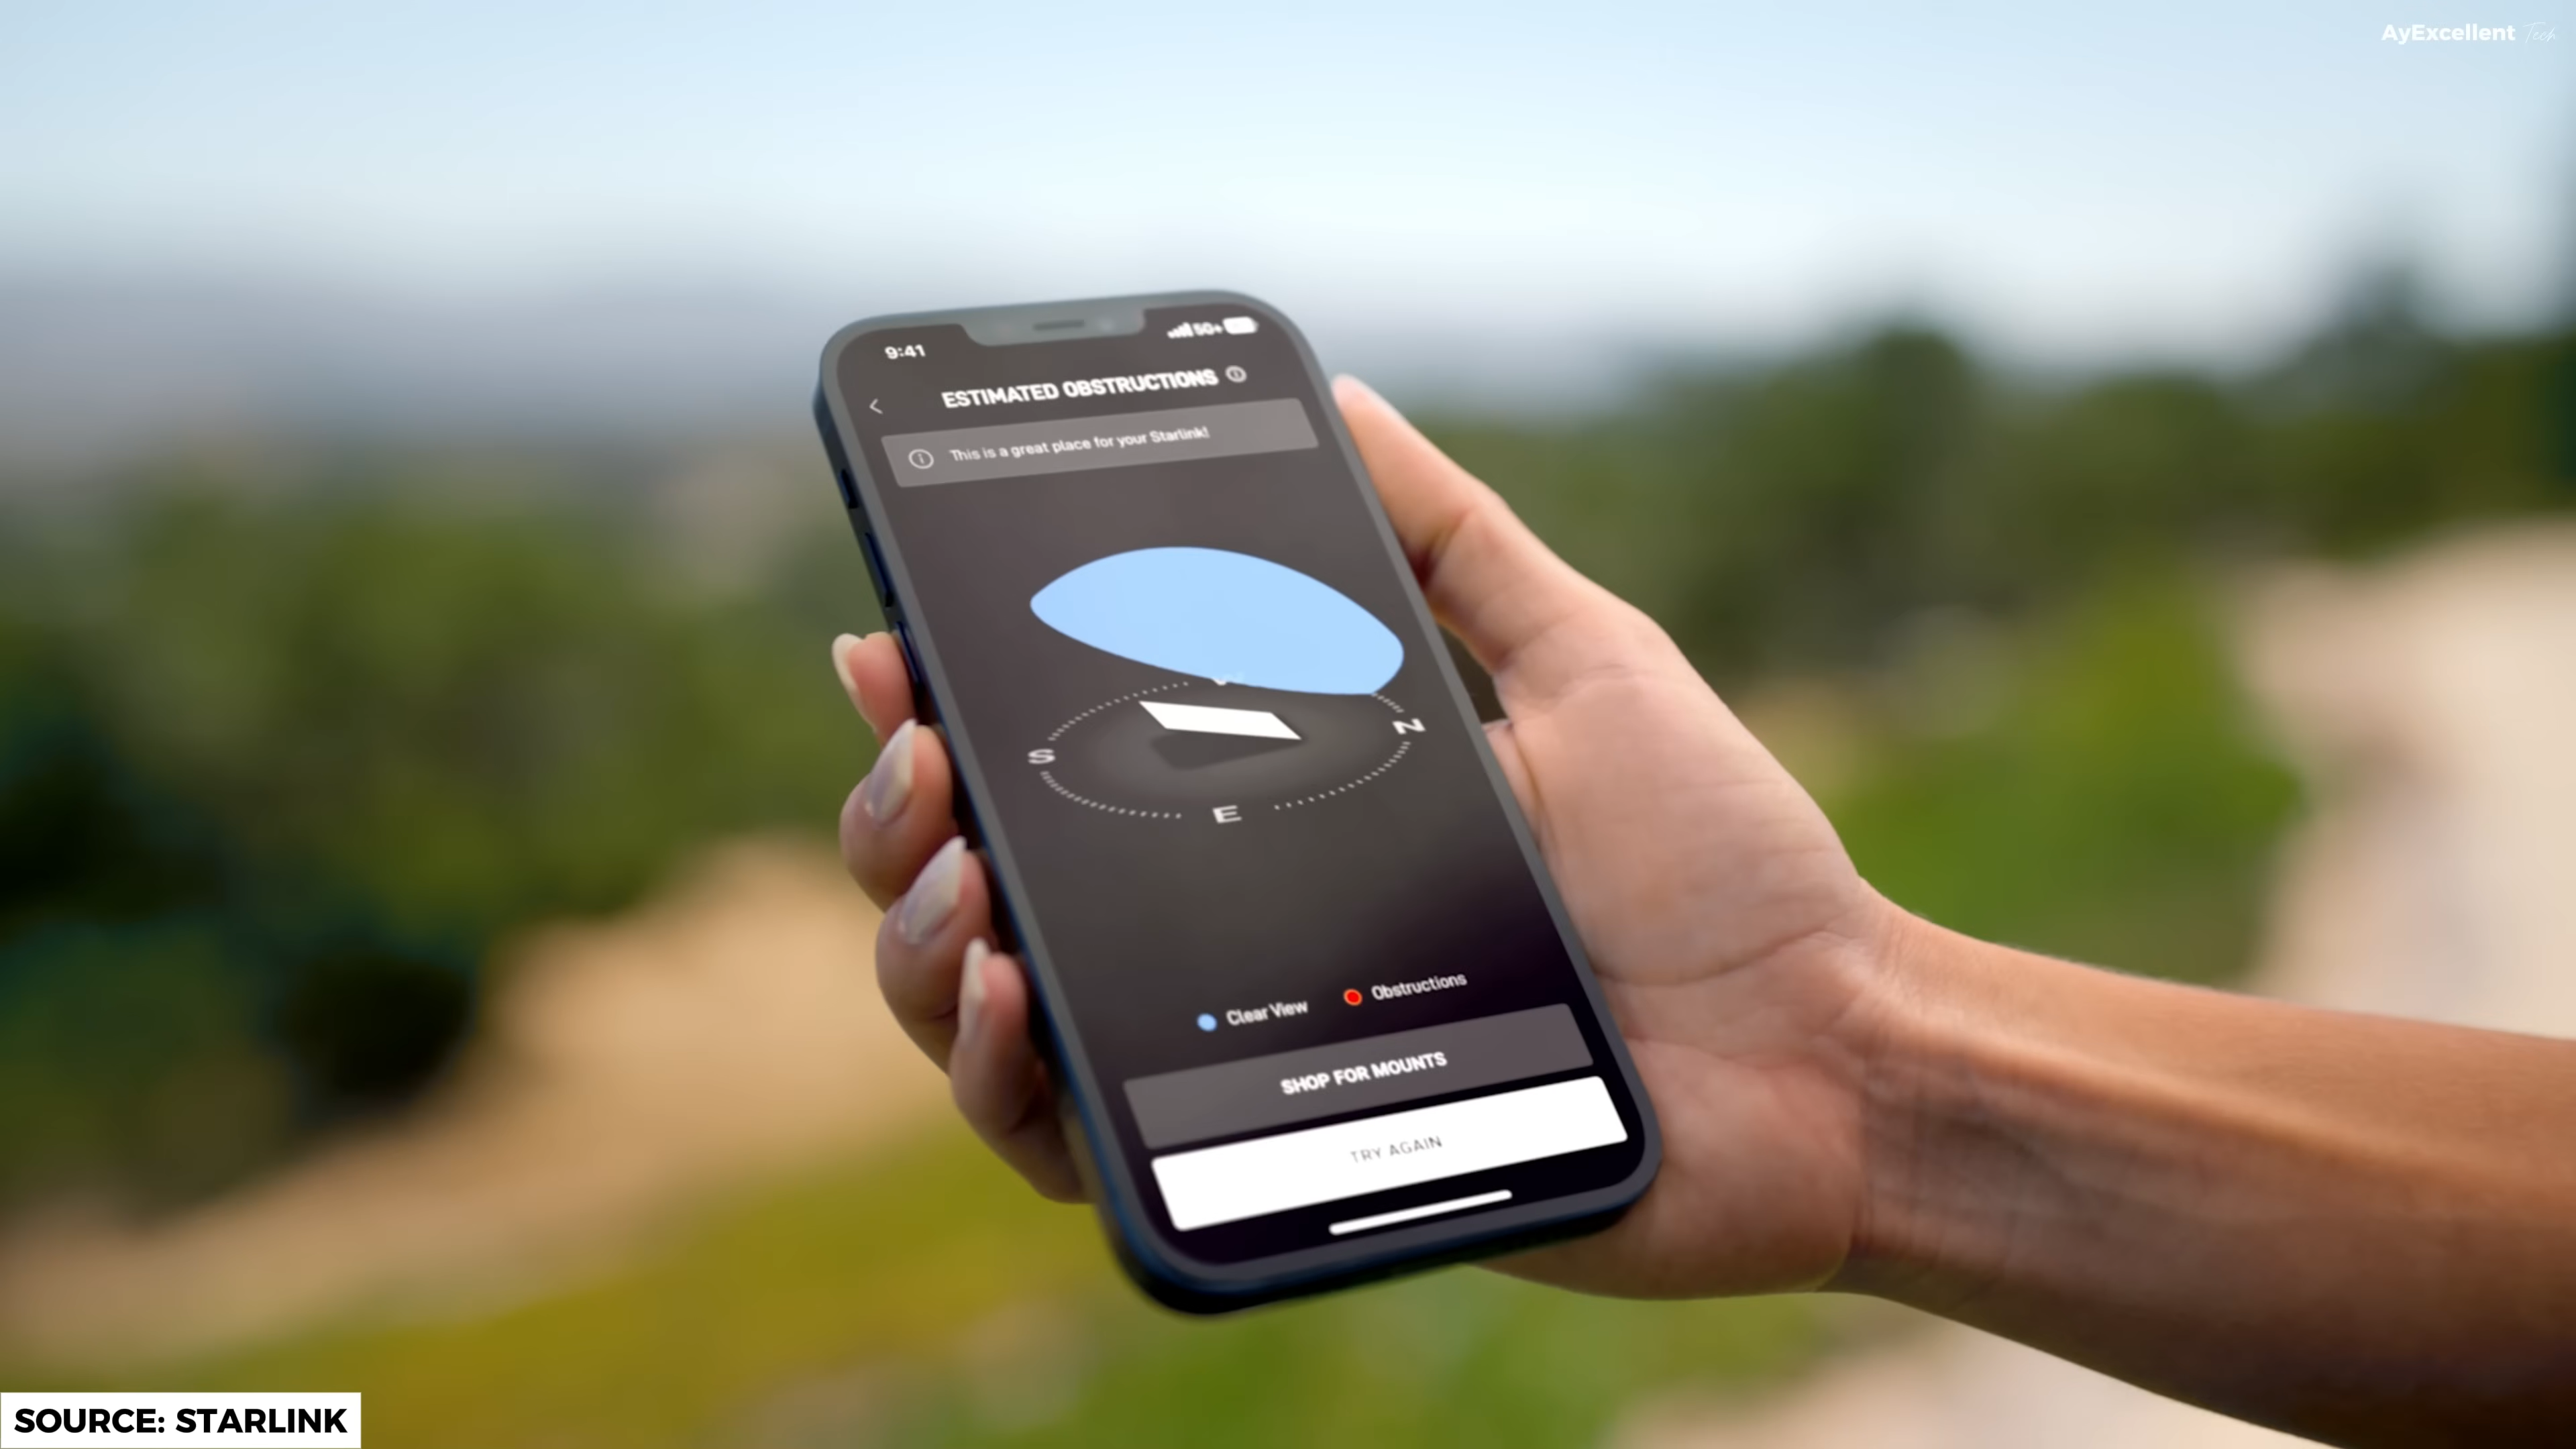 AyExcellent Tech
9:41
5G+
ESTIMATED OBSTRUCTIONS
This is a great place for your Starlink!
S
N
E
Clear View
Obstructions
SHOP FOR MOUNTS
TRY AGAIN
SOURCE: STARLINK